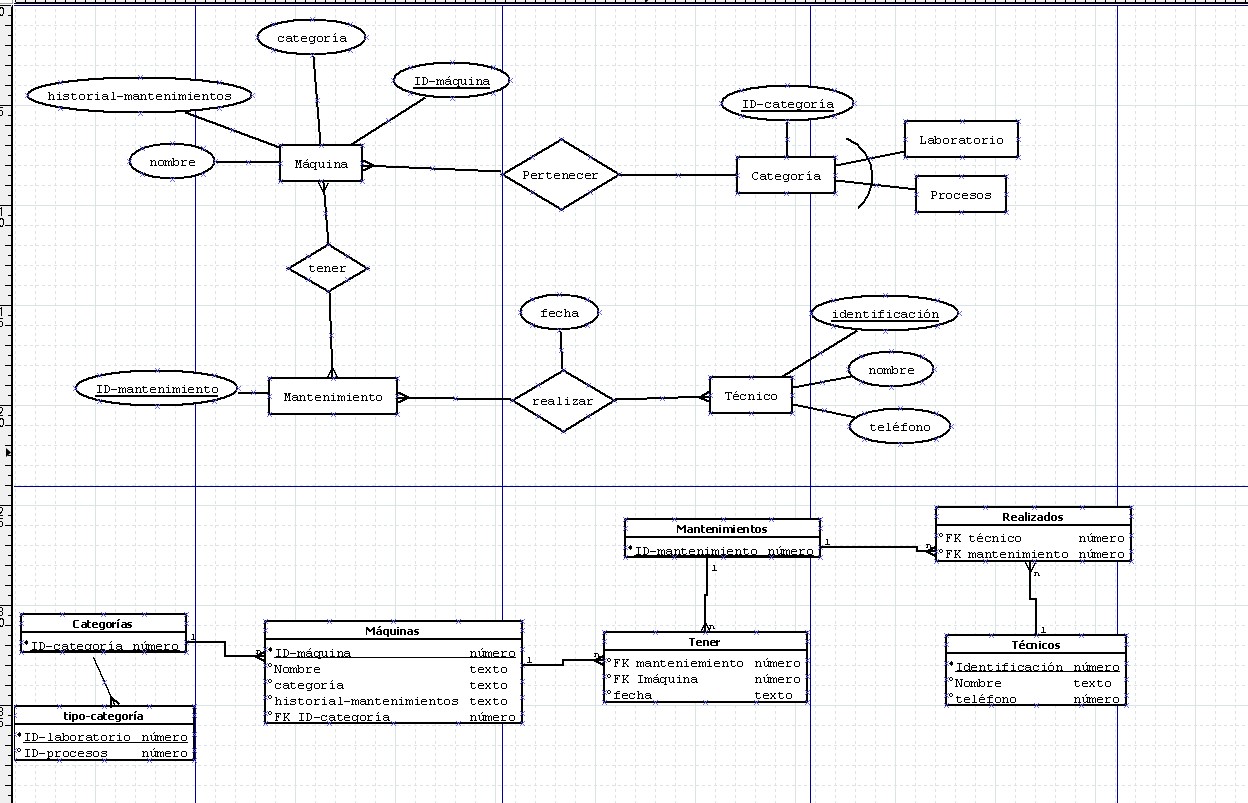 categoría
ID-máquina
historial-mantenimientos
ID-categoría
nombre
Máquina
Pertenecer
Categoría
Laboratorio
Procesos
tener
fecha
identificación
nombre
ID-mantenimiento
Mantenimiento
realizar
Técnico
teléfono
Mantenimientos
ID-mantenimiento número
1
1
Realizados
FK técnico número
FK mantenimiento número
n
n
Categorías
ID-categoría número
1
Máquinas
ID-máquina número
Nombre texto
categoría texto
historial-mantenimientos texto
FK ID-categoría número
n
1
Tener
FK manteniemiento número
FK Imáquina número
fecha texto
n
n
1
Técnicos
Identificación número
Nombre texto
teléfono número
tipo-categoría
ID-laboratorio número
ID-procesos número